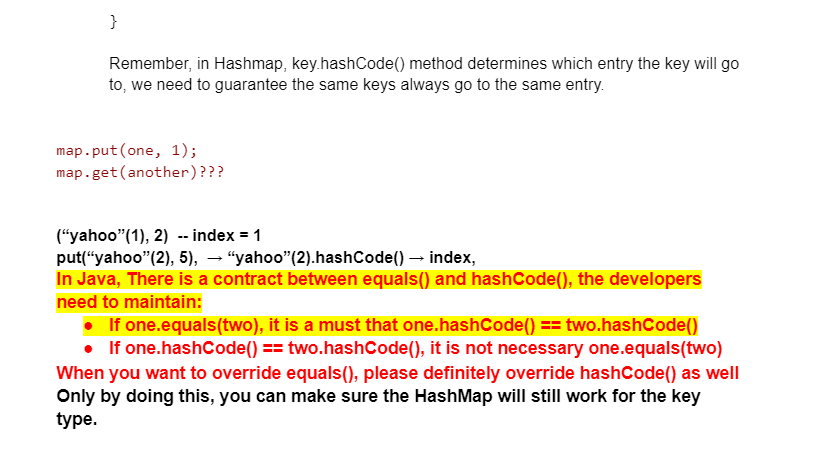 }
Remember, in Hashmap, key.hashCode() method determines which entry the key will go
to, we need to guarantee the same keys always go to the same entry.
map.put(one, 1);
map.get(another)???
(“yahoo”(1), 2)  -- index = 1
put(“yahoo”(2), 5),  → “yahoo”(2).hashCode() → index,
In Java, There is a contract between equals() and hashCode(), the developers
need to maintain:
● If one.equals(two), it is a must that one.hashCode() == two.hashCode()
● If one.hashCode() == two.hashCode(), it is not necessary one.equals(two)
When you want to override equals(), please definitely override hashCode() as well
Only by doing this, you can make sure the HashMap will still work for the key
type.